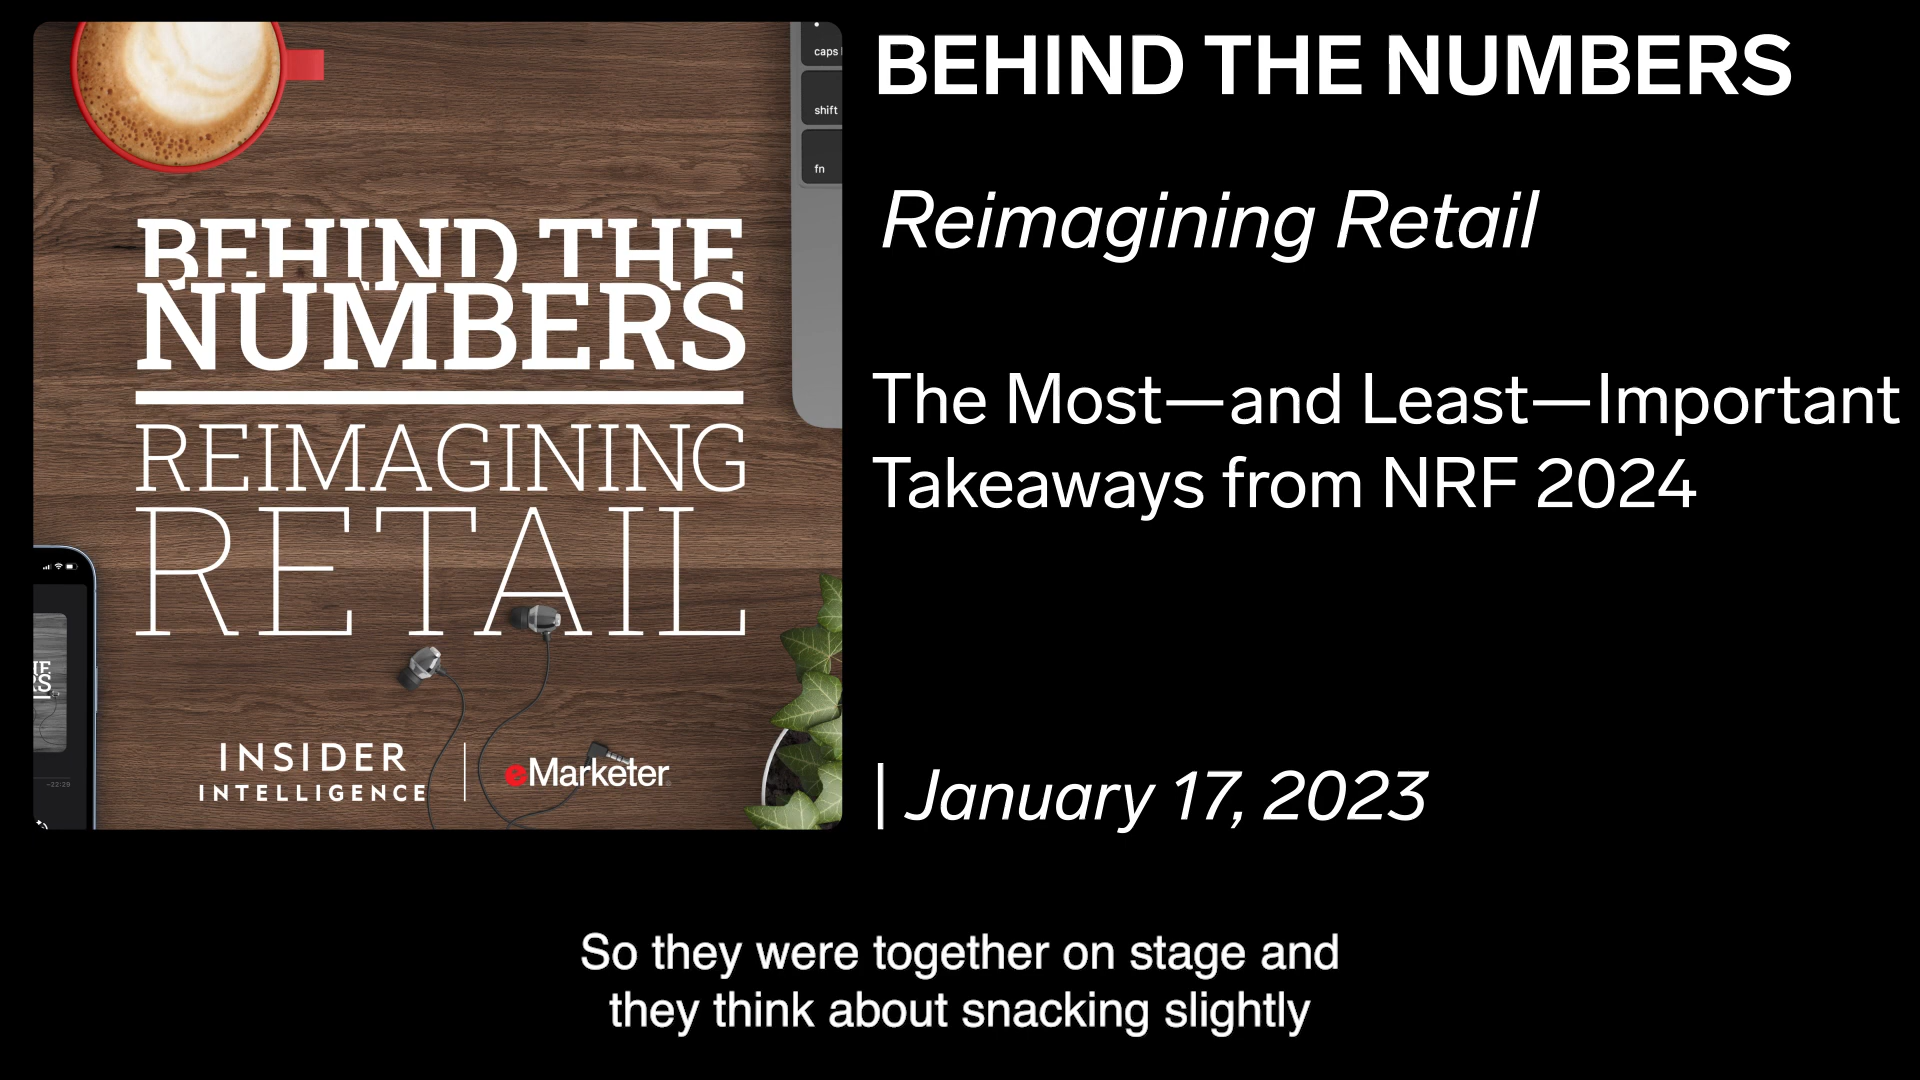 caps
shift
fn
BEHIND THE
NUMBERS
REIMAGINING
RETAIL
INSIDER
INTELLIGENCE
eMarketer
-22:29
BEHIND THE NUMBERS
Reimagining Retail
The Most—and Least—Important
Takeaways from NRF 2024
| January 17, 2023
So they were together on stage and
they think about snacking slightly